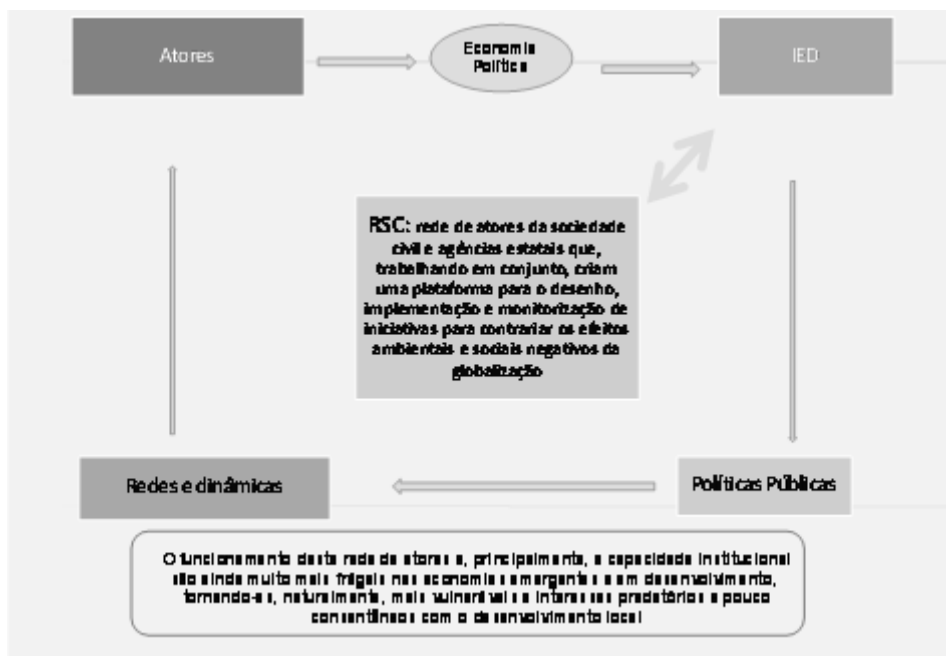 Atores
Economia
Política
IED
RSC: rede de atores da sociedade
civil e agências estatais que,
trabalhando em conjunto, criam
uma plataforma para o desenho,
implementação e monitorização de
iniciativas para contrariar os efeitos
ambientais e sociais negativos da
globalização
Redes e dinâmicas
Políticas Públicas
O funcionamento desta rede de atores e, principalmente, a capacidade institucional
são ainda muito mais frágeis nas economias emergentes e em desenvolvimento,
tornando-as, naturalmente, mais vulneráveis a interesses predatórios e pouco
consentâneos com o desenvolvimento local